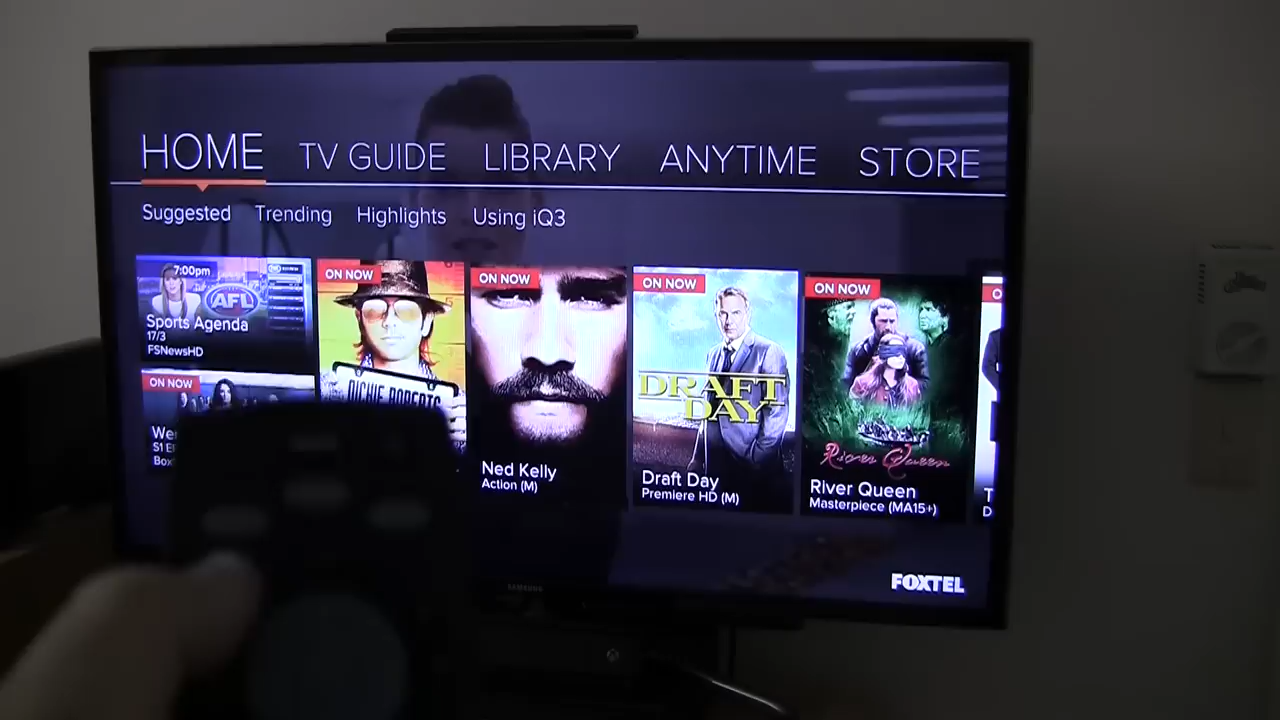 HOME TV GUIDE LIBRARY ANYTIME STORE
Suggested Trending Highlights Using iQ3
7:00pm
AFL
Sports Agenda
17/3
FSNewsHD
ON NOW
ON NOW
ON NOW
Ned Kelly
Action (M)
ON NOW
DRAFT
DAY
Draft Day
Premiere HD (M)
ON NOW
River Queen
River Queen
Masterpiece (MA15+)
FOXTEL
SAMSUNG